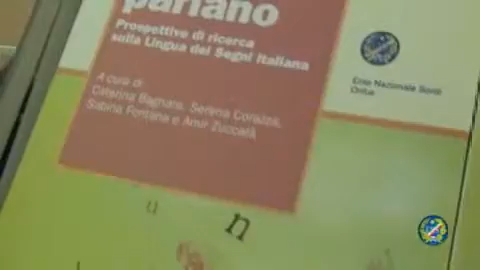 parlano
Prospettive di ricerca
sulla Lingua dei Segni Italiana
A cura di
Caterina Bagnara, Serena Corazza,
Sabina Fontana e Amir Zuccalà
Ente Nazionale Sordi
Onlus
u
n